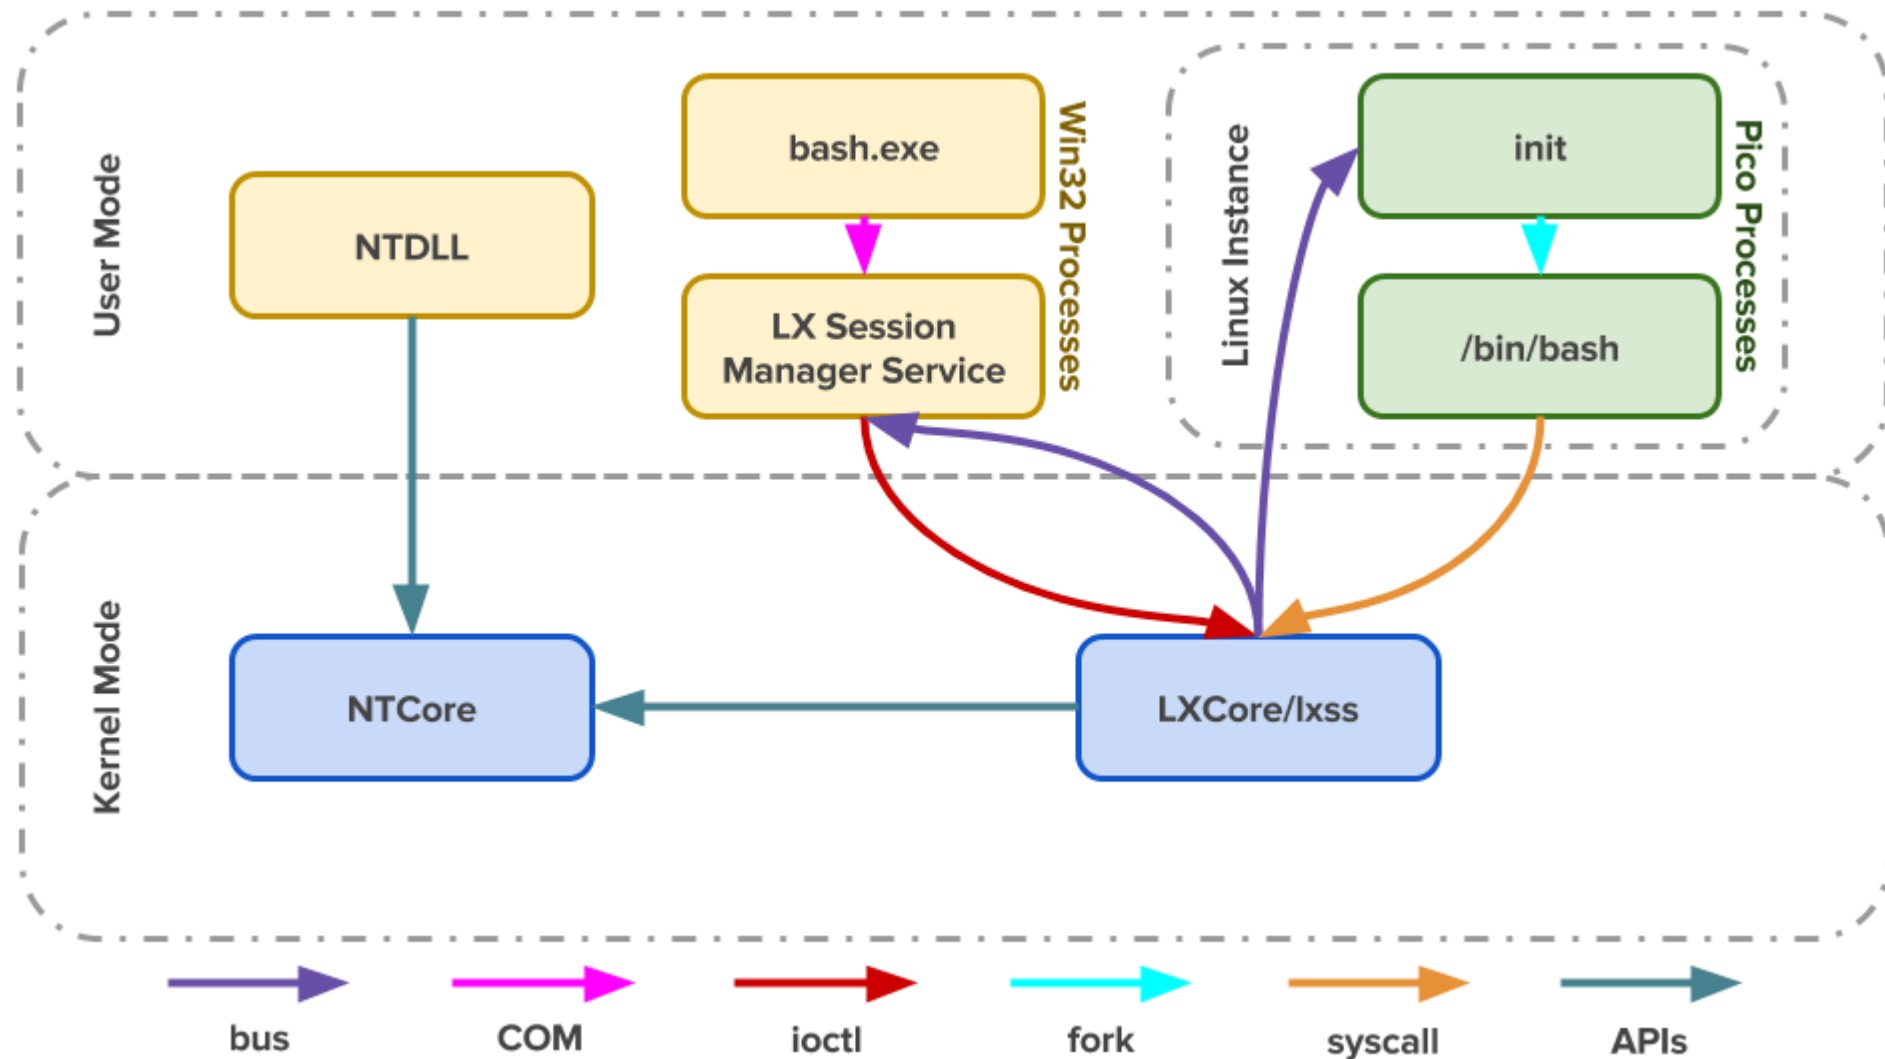 User Mode
NTDLL
bash.exe
LX Session
Manager Service
Win32 Processes
Linux Instance
init
/bin/bash
Pico Processes
Kernel Mode
NTCore
LXCore/lxss
bus
COM
ioctl
fork
syscall
APIs